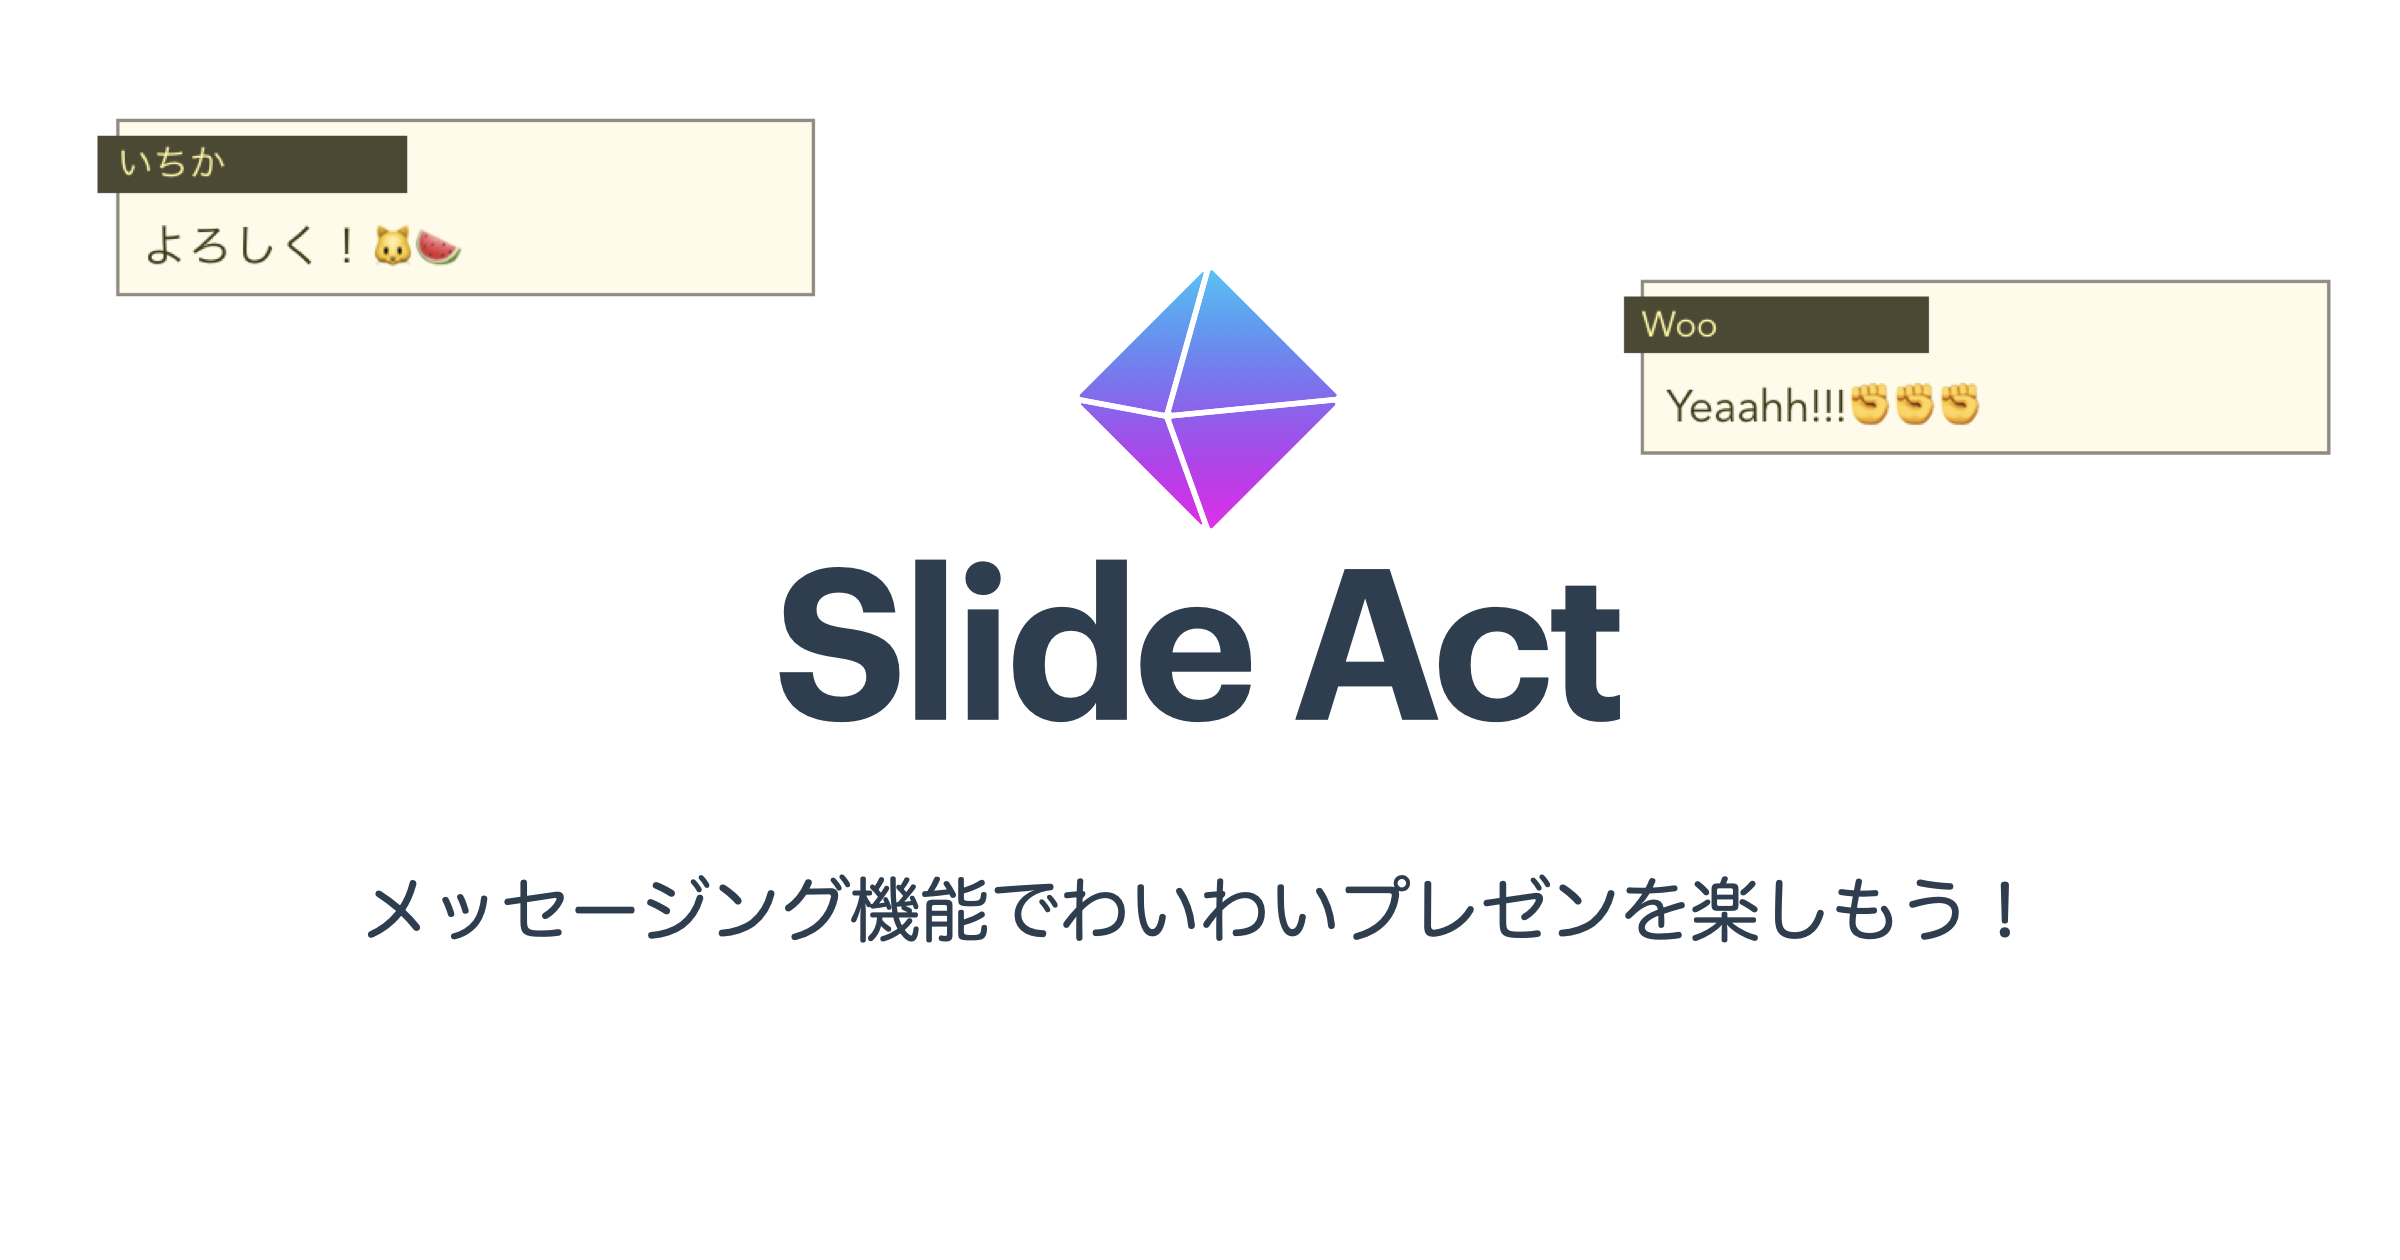 いちか
よろしく！🐱🍉
Woo
Yeaahh!!!✊✊✊
Slide Act
メッセージング機能でわいわいプレゼンを楽しもう！